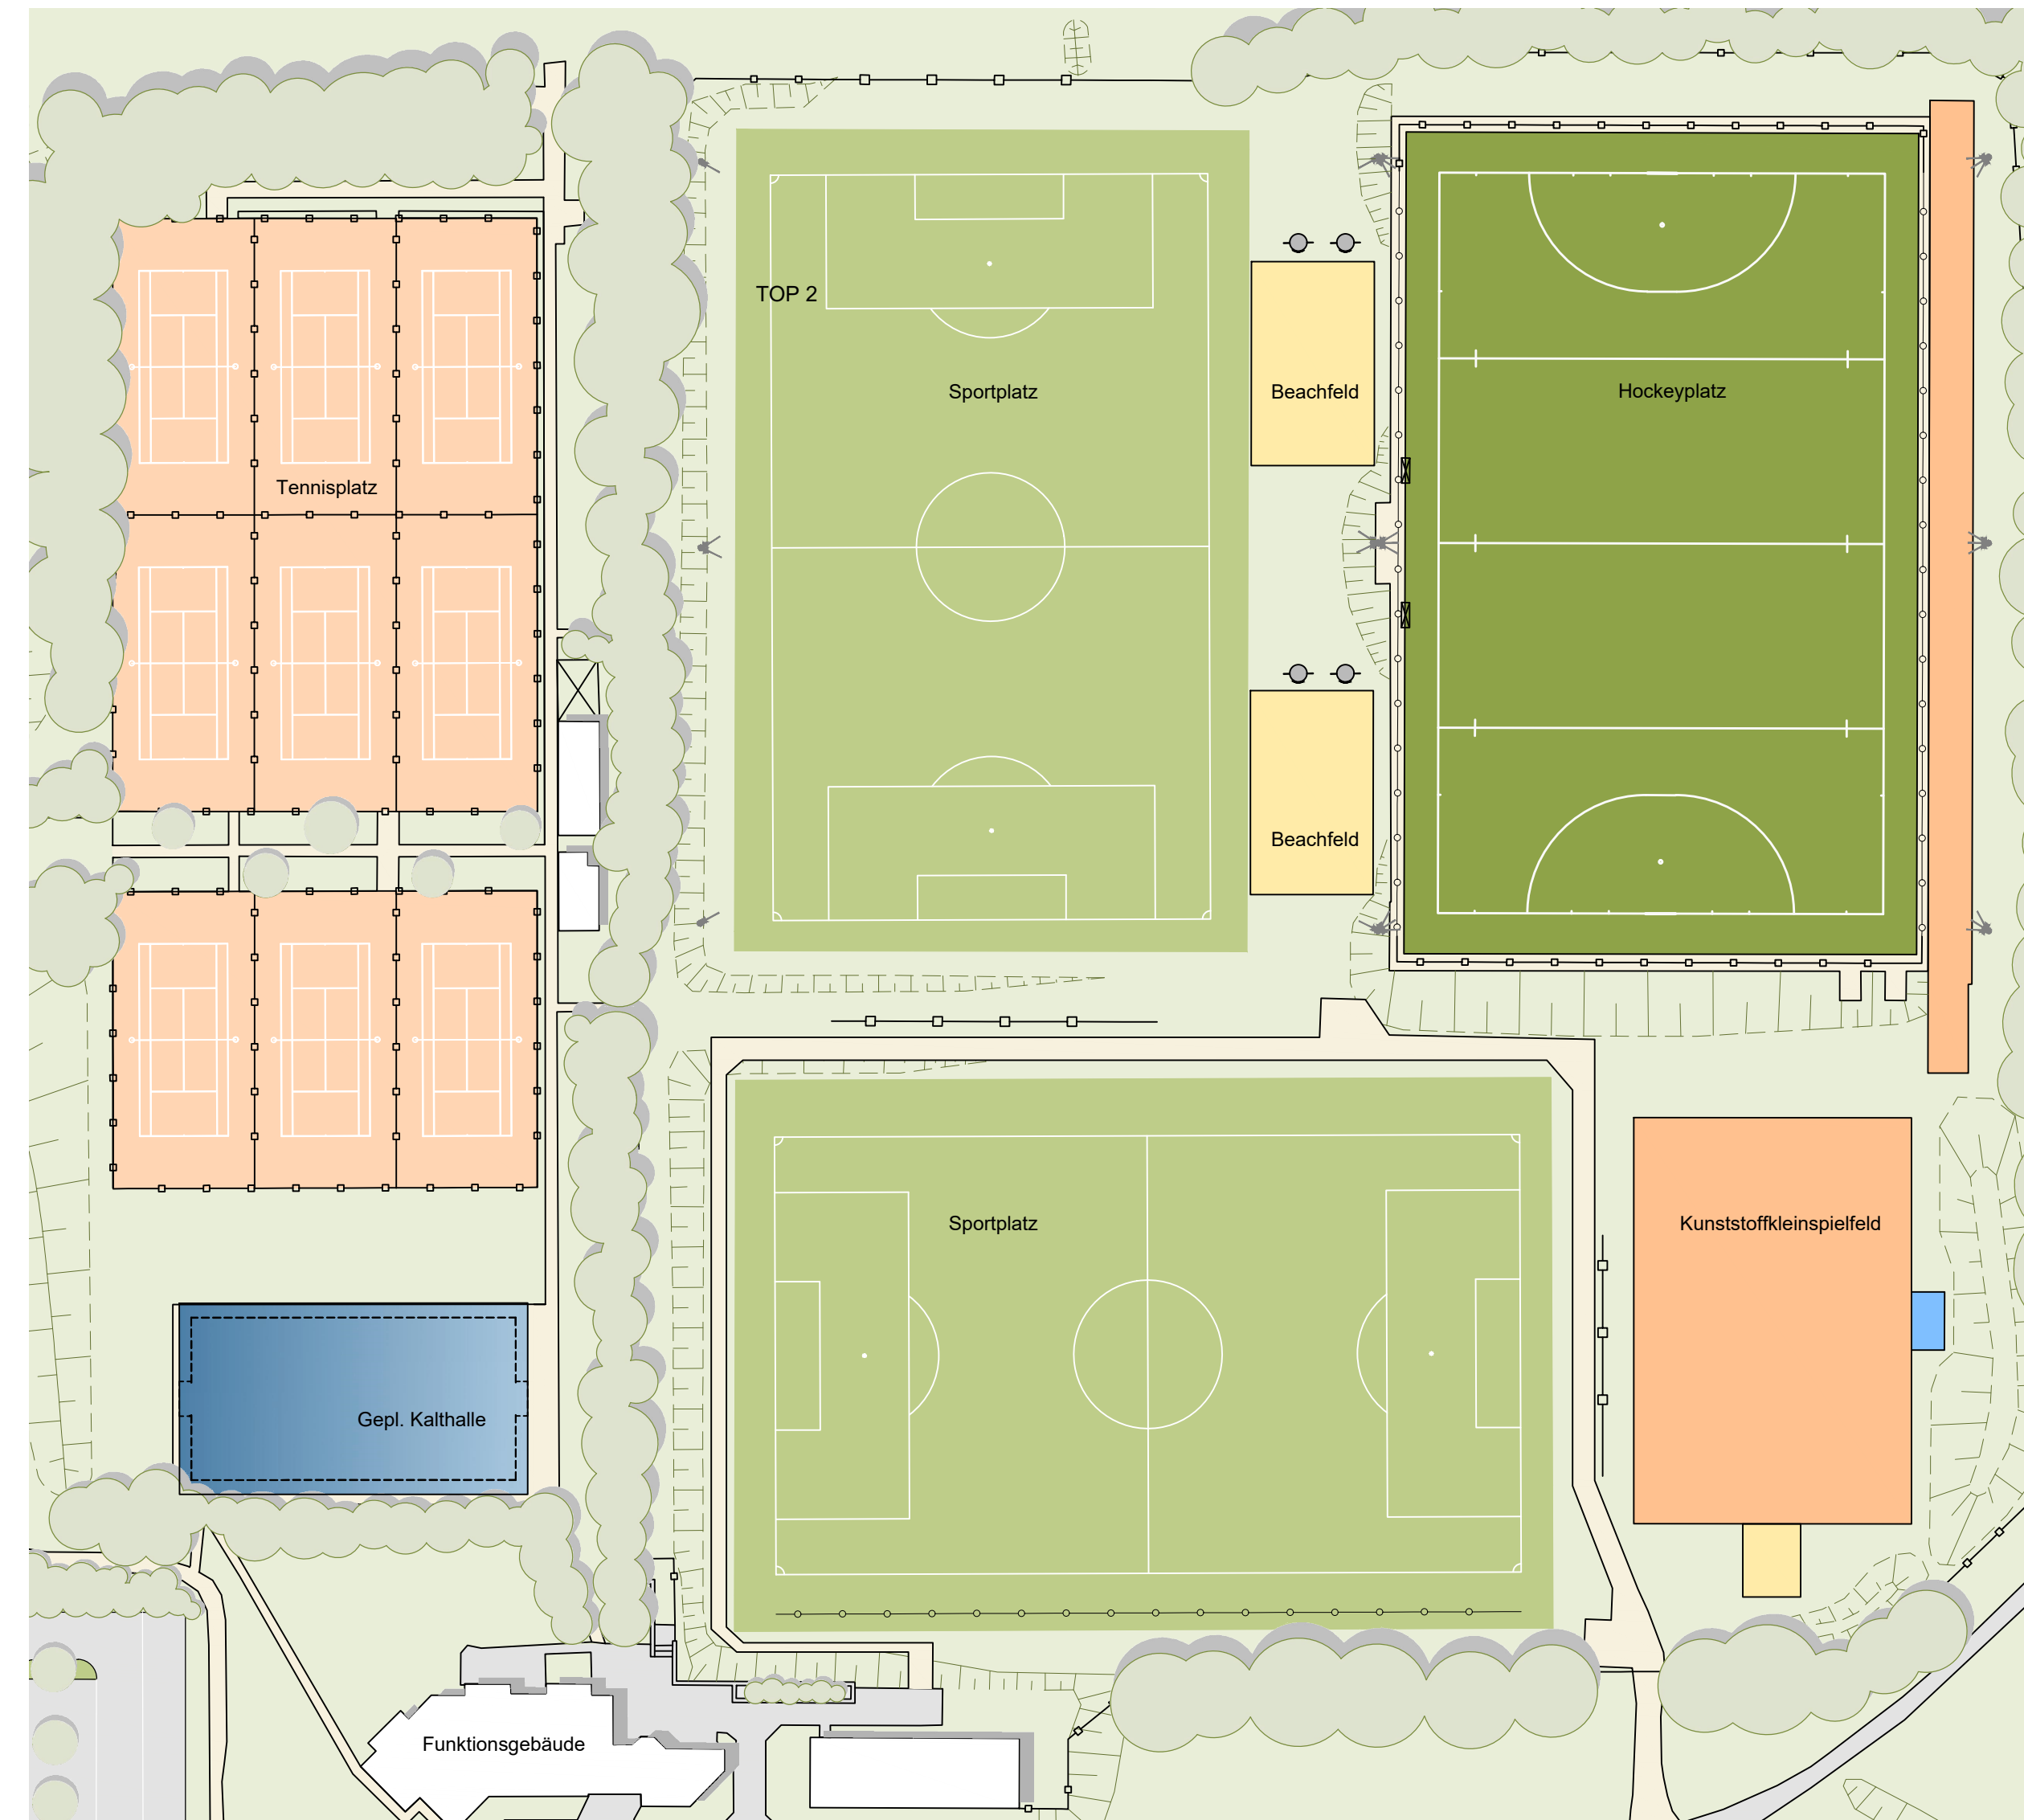 TOP 2
Sportplatz
Beachfeld
Hockeyplatz
Tennisplatz
Beachfeld
Sportplatz
Kunststoffkleinspielfeld
Gepl. Kalthalle
Funktionsgebäude